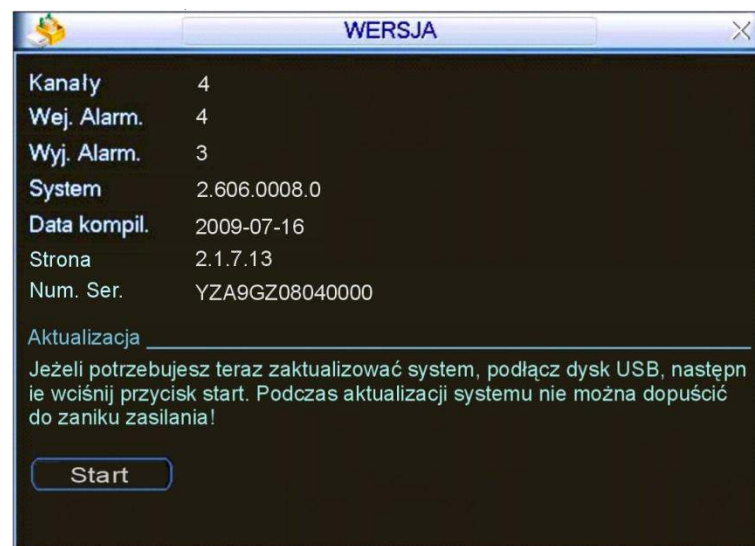 WERSJA
Kanały 4
Wej. Alarm. 4
Wyj. Alarm. 3
System 2.606.0008.0
Data kompil. 2009-07-16
Strona 2.1.7.13
Num. Ser. YZA9GZ08040000
Aktualizacja
Jeżeli potrzebujesz teraz zaktualizować system, podłącz dysk USB, następn
ie wciśnij przycisk start. Podczas aktualizacji systemu nie można dopuścić
do zaniku zasilania!
Start